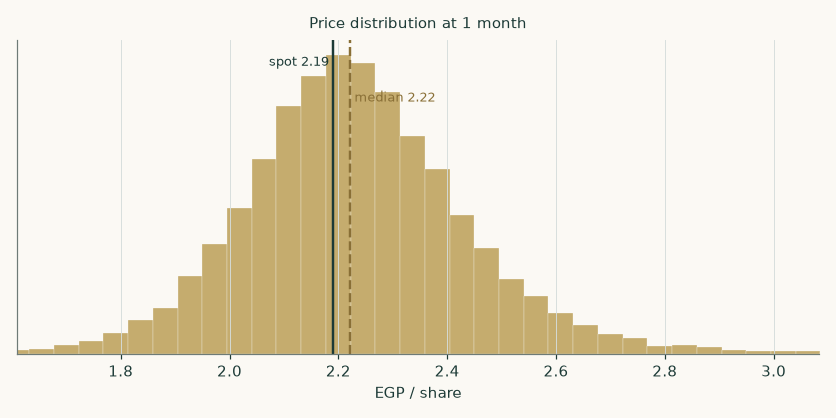 Price distribution at 1 month
spot 2.19
median 2.22
1.8 2.0 2.2 2.4 2.6 2.8 3.0
EGP / share